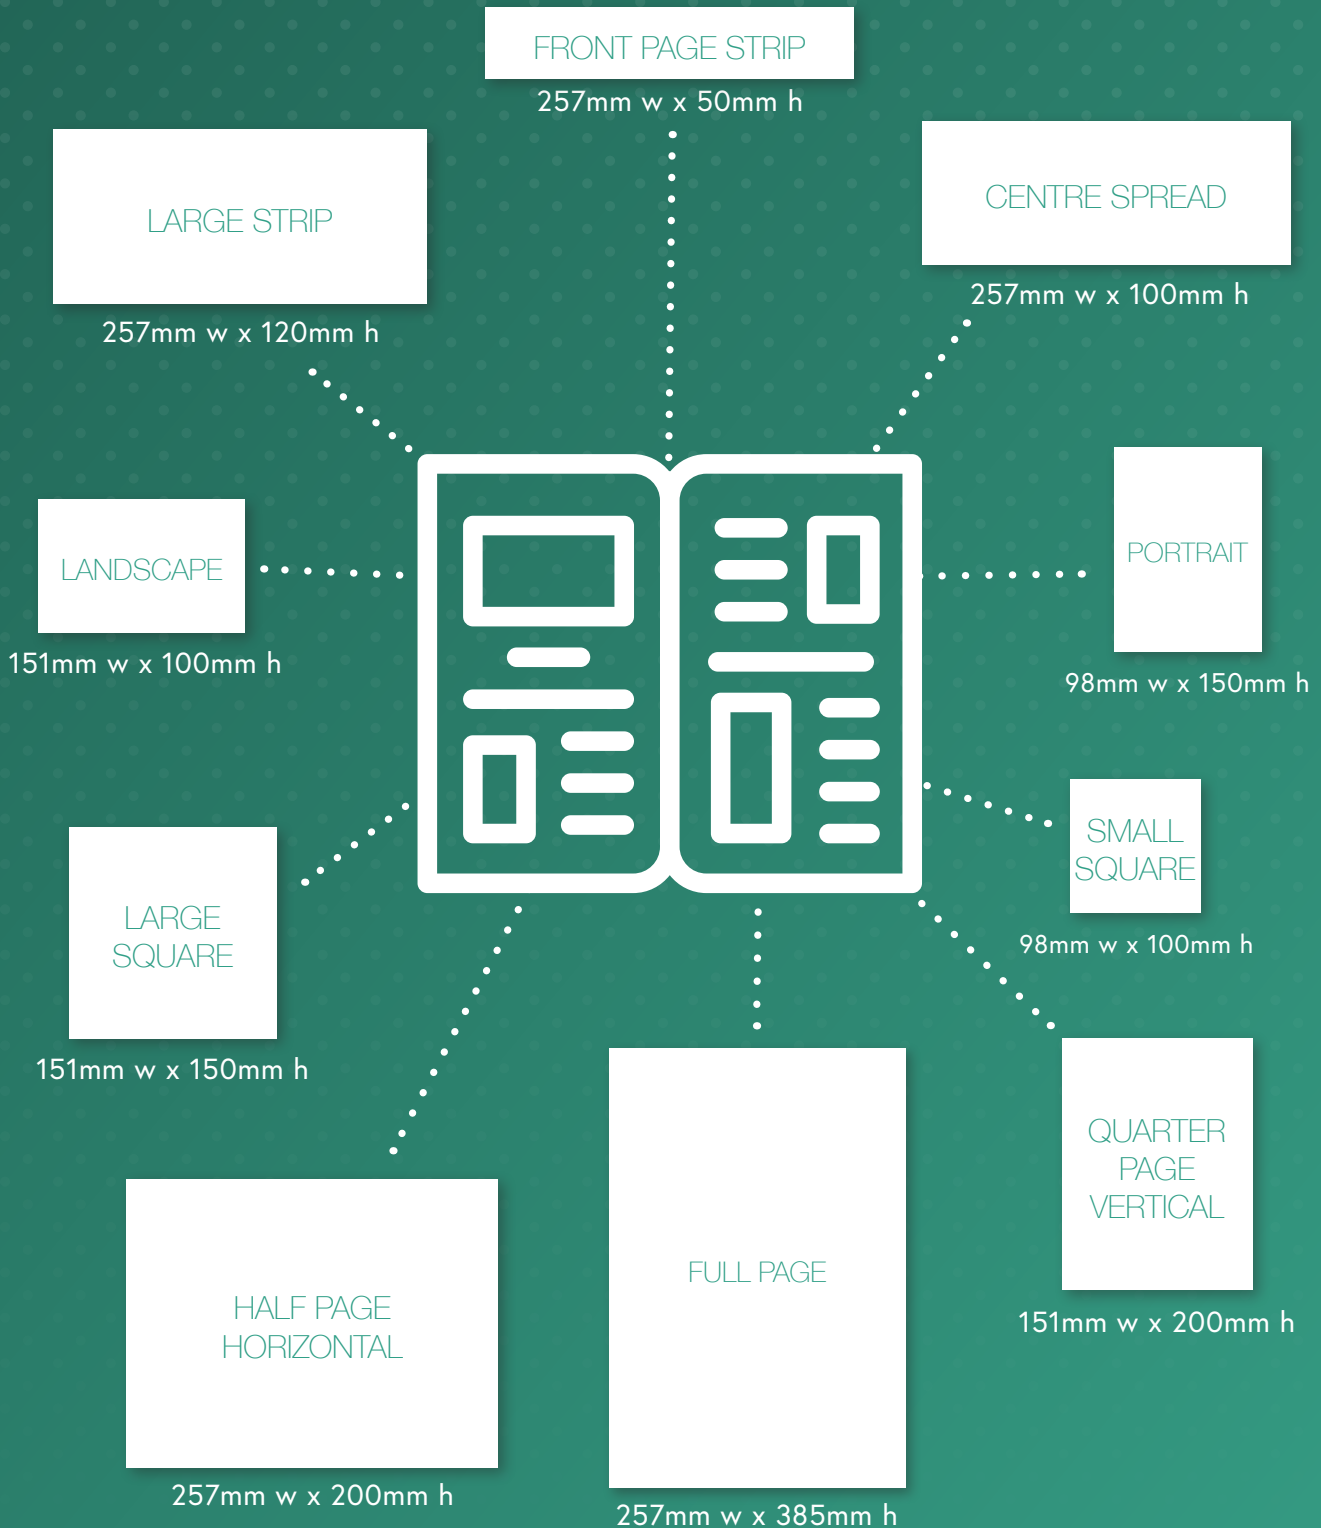 FRONT PAGE STRIP
257mm w x 50mm h
LARGE STRIP
257mm w x 120mm h
CENTRE SPREAD
257mm w x 100mm h
LANDSCAPE
151mm w x 100mm h
PORTRAIT
98mm w x 150mm h
LARGE
SQUARE
151mm w x 150mm h
SMALL
SQUARE
98mm w x 100mm h
HALF PAGE
HORIZONTAL
257mm w x 200mm h
FULL PAGE
257mm w x 385mm h
QUARTER
PAGE
VERTICAL
151mm w x 200mm h